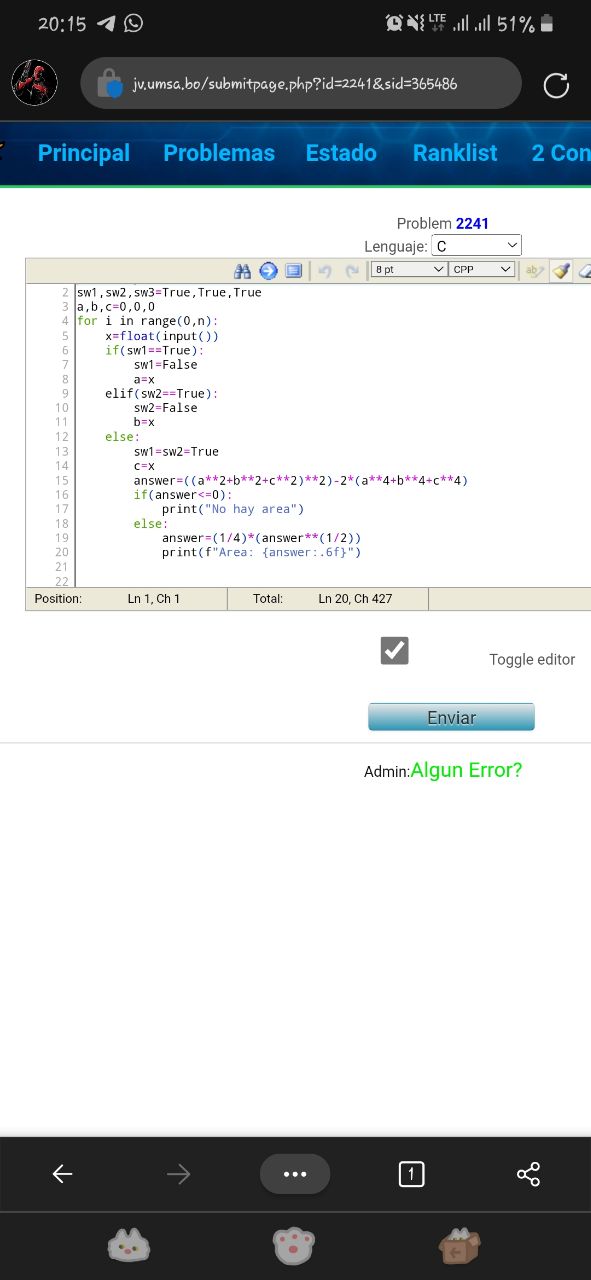 20:15 LTE 51%
jv.umsa.bo/submitpage.php?id=2241&sid=365486
Principal Problemas Estado Ranklist 2 Con
Problem 2241
Lenguaje: C
8 pt CPP
2 sw1,sw2,sw3=True,True,True
3 a,b,c=0,0,0
4 for i in range(0,n):
5     x=float(input())
6     if(sw1==True):
7         sw1=False
8         a=x
9     elif(sw2==True):
10         sw2=False
11         b=x
12     else:
13         sw1=sw2=True
14         c=x
15         answer=((a**2+b**2+c**2)**2)-2*(a**4+b**4+c**4)
16         if(answer<=0):
17             print("No hay area")
18         else:
19             answer=(1/4)*(answer**(1/2))
20             print(f"Area: {answer:.6f}")
21
22
Position: Ln 1, Ch 1 Total: Ln 20, Ch 427
Toggle editor
Enviar
Admin:Algun Error?
1